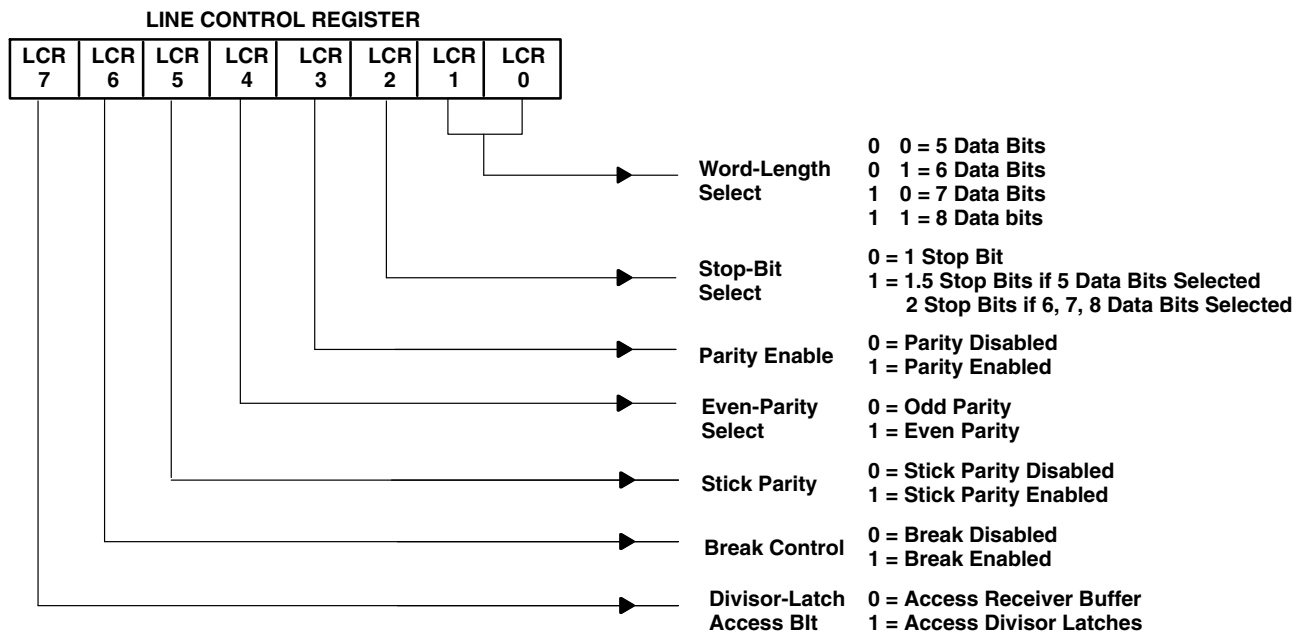 LINE CONTROL REGISTER
LCR LCR LCR LCR LCR LCR LCR LCR
7 6 5 4 3 2 1 0
Word-Length
Select
0 0 = 5 Data Bits
0 1 = 6 Data Bits
1 0 = 7 Data Bits
1 1 = 8 Data bits
Stop-Bit
Select
0 = 1 Stop Bit
1 = 1.5 Stop Bits if 5 Data Bits Selected
2 Stop Bits if 6, 7, 8 Data Bits Selected
Parity Enable
0 = Parity Disabled
1 = Parity Enabled
Even-Parity
Select
0 = Odd Parity
1 = Even Parity
Stick Parity
0 = Stick Parity Disabled
1 = Stick Parity Enabled
Break Control
0 = Break Disabled
1 = Break Enabled
Divisor-Latch
Access BIt
0 = Access Receiver Buffer
1 = Access Divisor Latches